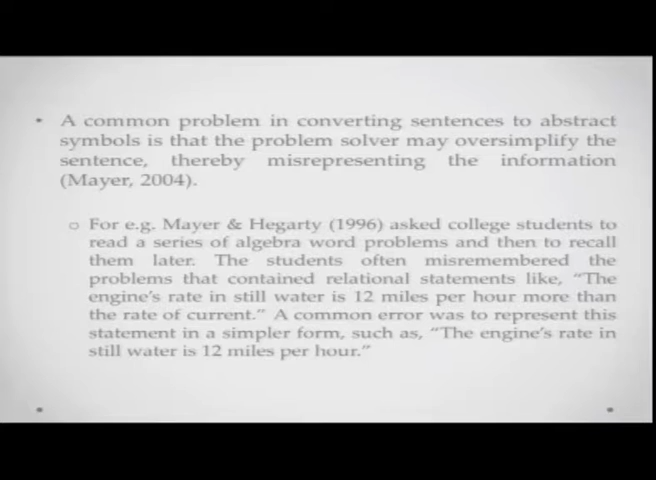 • A common problem in converting sentences to abstract
symbols is that the problem solver may oversimplify the
sentence, thereby misrepresenting the information
(Mayer, 2004).
o For e.g. Mayer & Hegarty (1996) asked college students to
read a series of algebra word problems and then to recall
them later. The students often misremembered the
problems that contained relational statements like, “The
engine’s rate in still water is 12 miles per hour more than
the rate of current.” A common error was to represent this
statement in a simpler form, such as, “The engine’s rate in
still water is 12 miles per hour.”